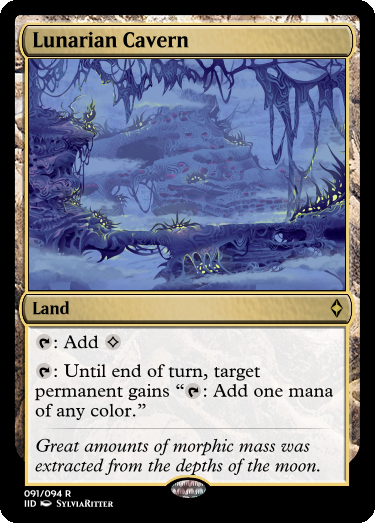 Lunarian Cavern
Land
: Add
: Until end of turn, target
permanent gains “: Add one mana
of any color.”
Great amounts of morphic mass was
extracted from the depths of the moon.
091/094 R
IID SylviaRitter